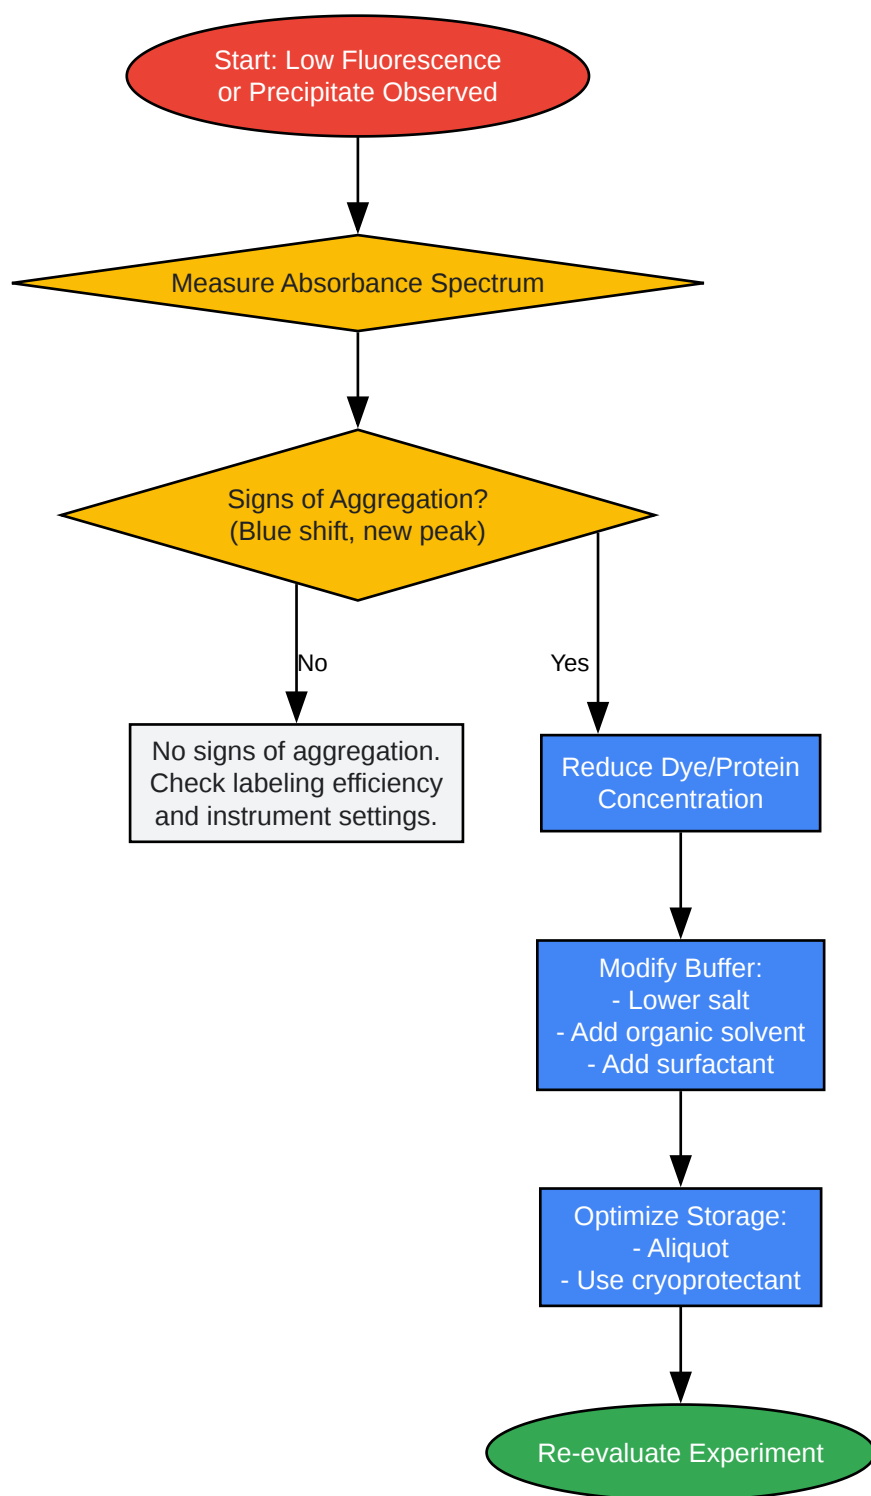 Start: Low Fluorescence
or Precipitate Observed
Measure Absorbance Spectrum
Signs of Aggregation?
(Blue shift, new peak)
No
Yes
No signs of aggregation.
Check labeling efficiency
and instrument settings.
Reduce Dye/Protein
Concentration
Modify Buffer:
- Lower salt
- Add organic solvent
- Add surfactant
Optimize Storage:
- Aliquot
- Use cryoprotectant
Re-evaluate Experiment